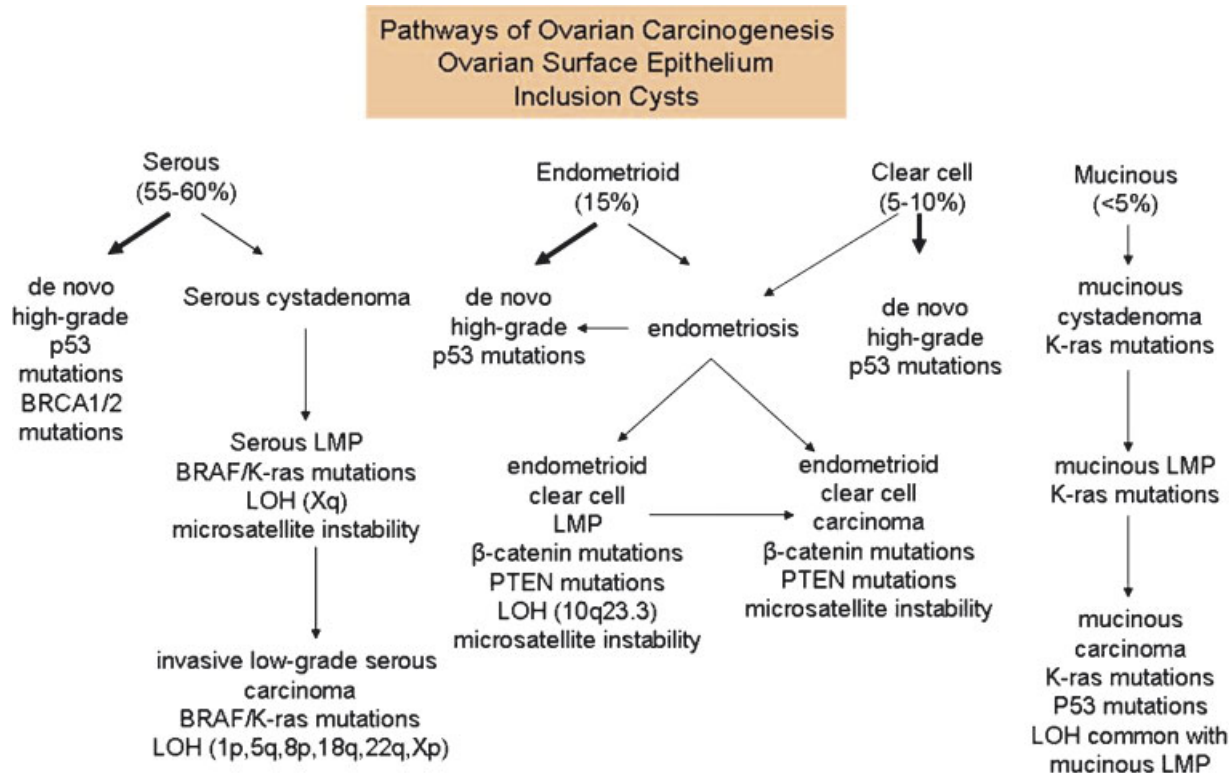 Pathways of Ovarian Carcinogenesis
Ovarian Surface Epithelium
Inclusion Cysts
Serous
(55-60%)
de novo
high-grade
p53
mutations
BRCA1/2
mutations
Serous cystadenoma
Serous LMP
BRAF/K-ras mutations
LOH (Xq)
microsatellite instability
invasive low-grade serous
carcinoma
BRAF/K-ras mutations
LOH (1p,5q,8p,18q,22q,Xp)
Endometrioid
(15%)
de novo
high-grade
p53 mutations
endometriosis
endometrioid
clear cell
LMP
β-catenin mutations
PTEN mutations
LOH (10q23.3)
microsatellite instability
endometrioid
clear cell
carcinoma
β-catenin mutations
PTEN mutations
microsatellite instability
Clear cell
(5-10%)
de novo
high-grade
p53 mutations
Mucinous
(<5%)
mucinous
cystadenoma
K-ras mutations
mucinous LMP
K-ras mutations
mucinous
carcinoma
K-ras mutations
P53 mutations
LOH common with
mucinous LMP